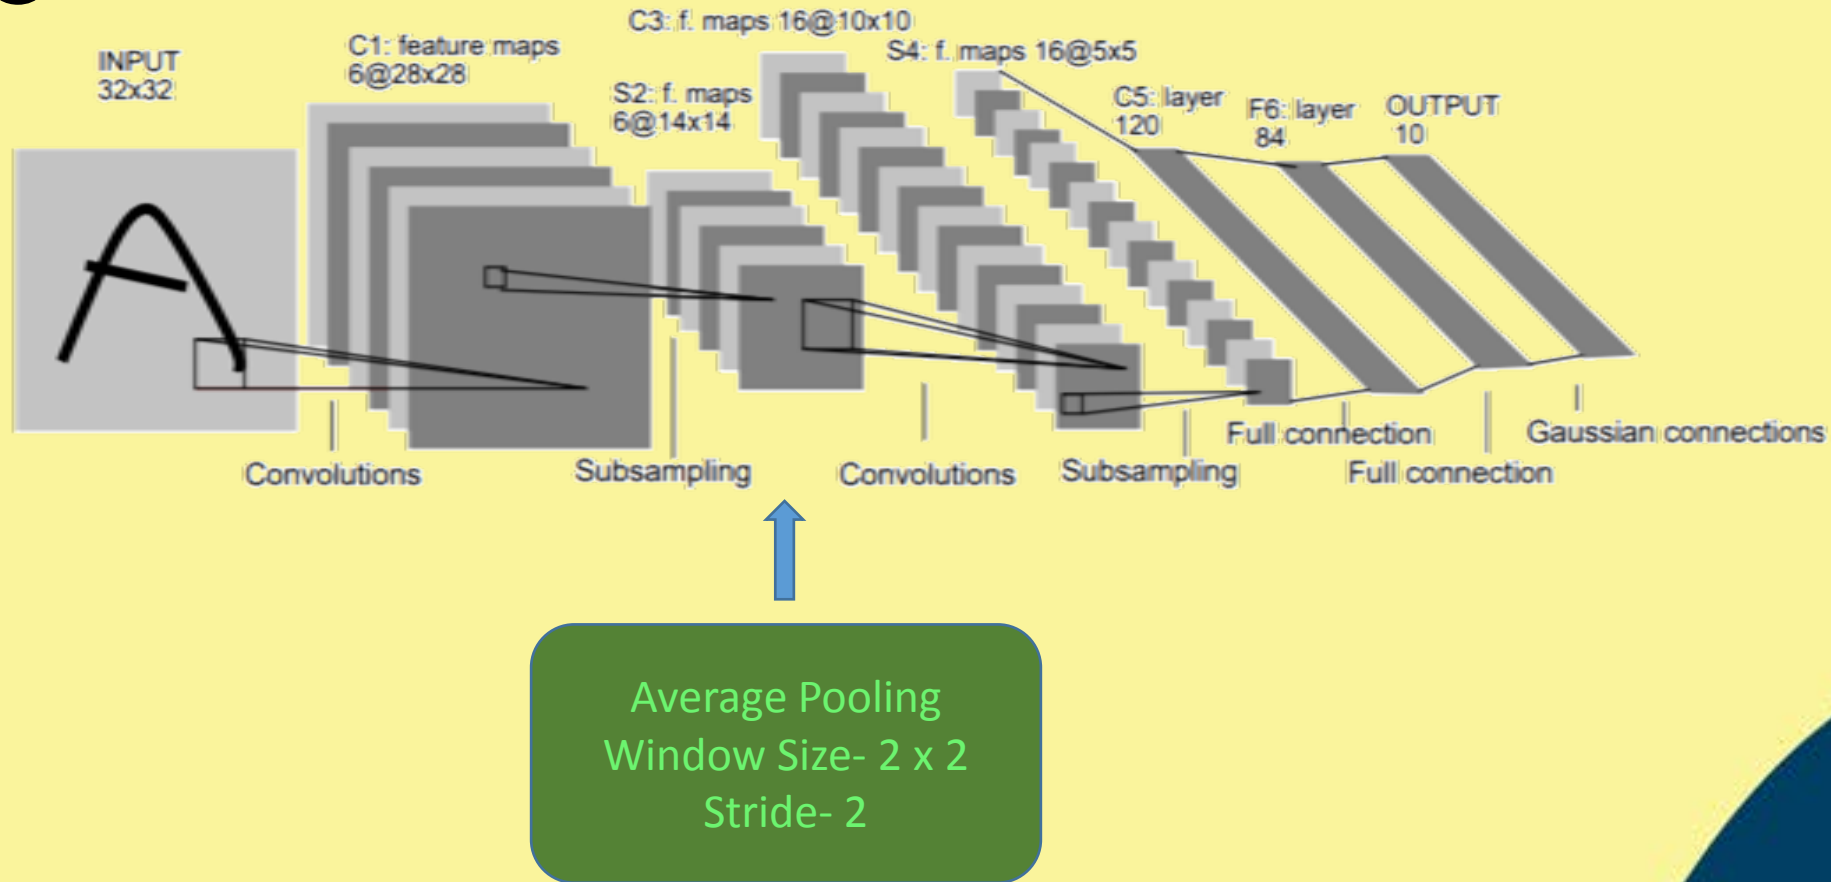 INPUT
32x32
C1: feature maps
6@28x28
S2: f. maps
6@14x14
C3: f. maps 16@10x10
S4: f. maps 16@5x5
C5: layer
120
F6: layer
84
OUTPUT
10
Convolutions
Subsampling
Convolutions
Subsampling
Full connection
Full connection
Gaussian connections
Average Pooling
Window Size- 2 x 2
Stride- 2